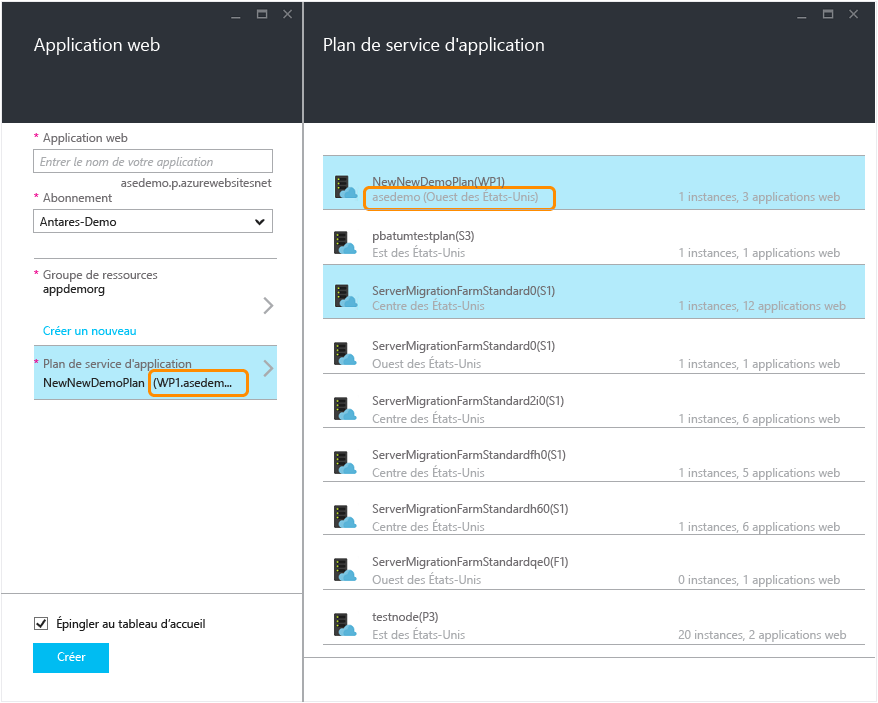 Application web
* Application web
Entrer le nom de votre application
asedemo.p.azurewebsitesnet
* Abonnement
Antares-Demo
* Groupe de ressources
appdemorg
Créer un nouveau
* Plan de service d'application
NewNewDemoPlan (WP1.asedem...
Épingler au tableau d'accueil
Créer
Plan de service d'application
NewNewDemoPlan(WP1)
asedemo (Ouest des États-Unis) 1 instances, 3 applications web
pbatumtestplan(S3)
Est des États-Unis 1 instances, 1 applications web
ServerMigrationFarmStandard0(S1)
Centre des États-Unis 1 instances, 12 applications web
ServerMigrationFarmStandard0(S1)
Ouest des États-Unis 1 instances, 1 applications web
ServerMigrationFarmStandard2i0(S1)
Centre des États-Unis 1 instances, 6 applications web
ServerMigrationFarmStandardfh0(S1)
Centre des États-Unis 1 instances, 5 applications web
ServerMigrationFarmStandardh60(S1)
Centre des États-Unis 1 instances, 6 applications web
ServerMigrationFarmStandardqe0(F1)
Ouest des États-Unis 0 instances, 1 applications web
testnode(P3)
Est des États-Unis 20 instances, 2 applications web